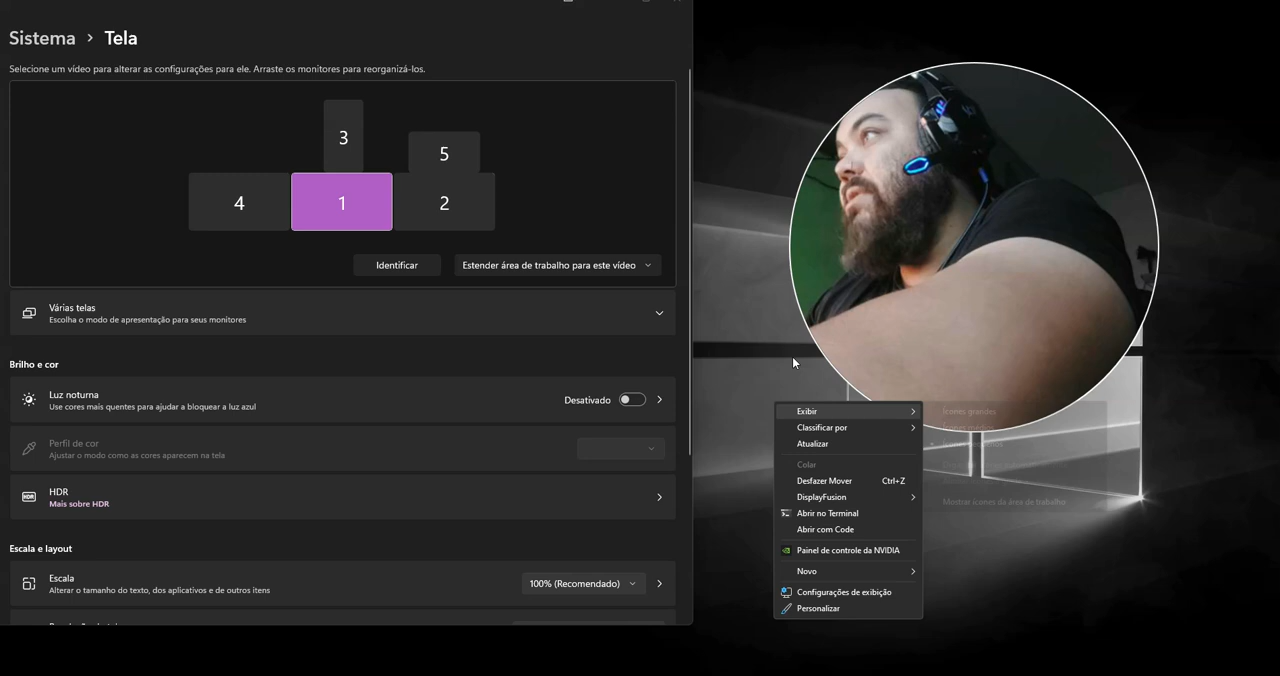 Sistema > Tela
Selecione um vídeo para alterar as configurações para ele. Arraste os monitores para reorganizá-los.
3
5
4
1
2
Identificar
Estender área de trabalho para este vídeo
Várias telas
Escolha o modo de apresentação para seus monitores
Brilho e cor
Luz noturna
Use cores mais quentes para ajudar a bloquear a luz azul
Desativado
Perfil de cor
Ajustar o modo como as cores aparecem na tela
HDR
HDR
Mais sobre HDR
Escala e layout
Escala
Alterar o tamanho do texto, dos aplicativos e de outros itens
100% (Recomendado)
Exibir
Classificar por
Atualizar
Colar
Desfazer Mover Ctrl+Z
DisplayFusion
Abrir no Terminal
Abrir com Code
Painel de controle da NVIDIA
Novo
Configurações de exibição
Personalizar
Ícones grandes
Mostrar ícones da área de trabalho